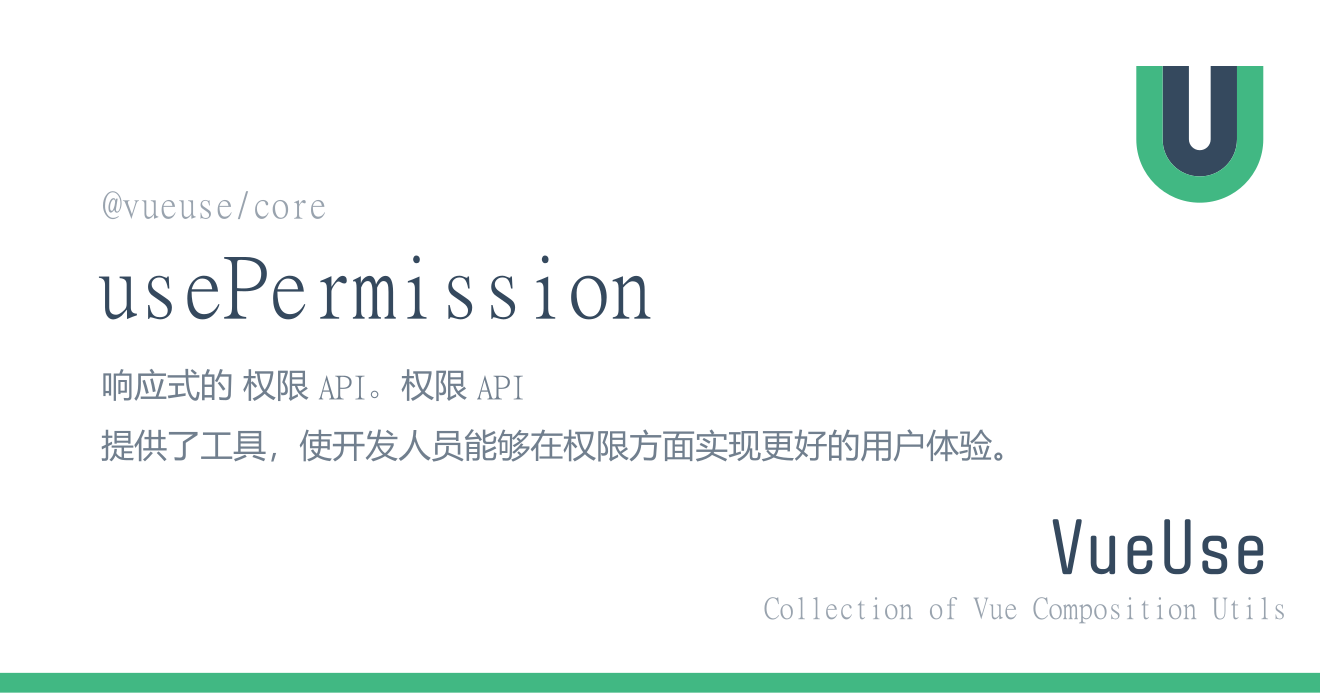 @vueuse/core
usePermission
响应式的 权限 API。权限 API
提供了工具，使开发人员能够在权限方面实现更好的用户体验。
VueUse
Collection of Vue Composition Utils